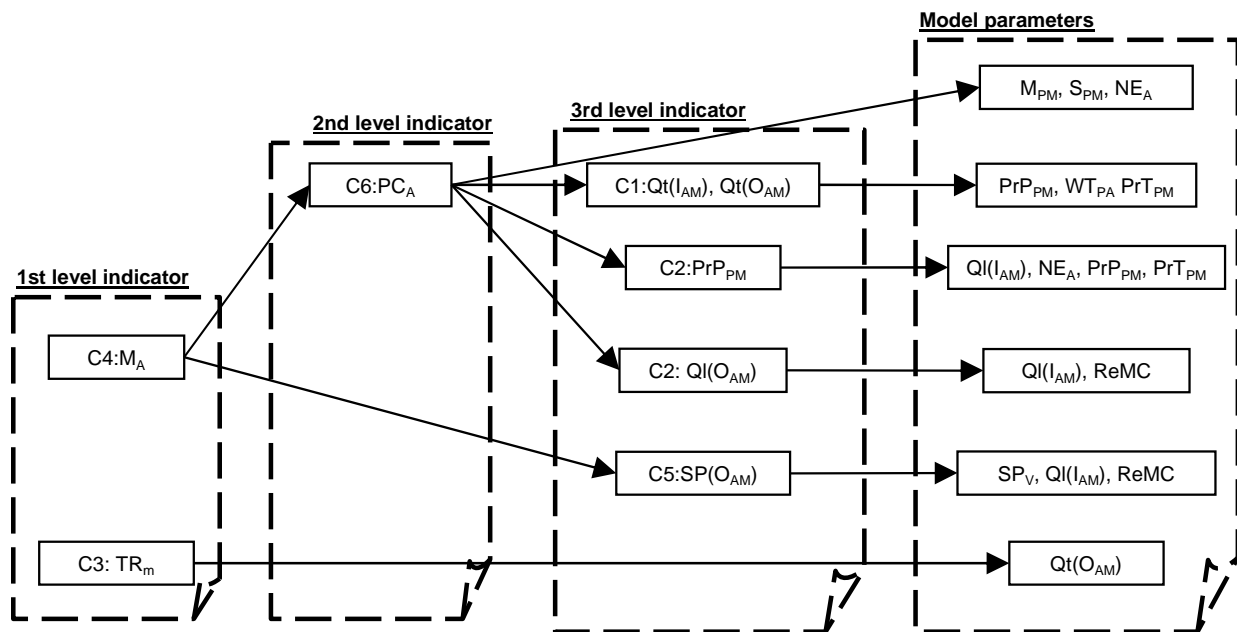 Model parameters
M_PM, S_PM, NE_A
2nd level indicator
3rd level indicator
C6:PC_A
C1:Qt(I_AM), Qt(O_AM)
PrP_PM, WT_PA PrT_PM
C2:PrP_PM
Ql(I_AM), NE_A, PrP_PM, PrT_PM
1st level indicator
C4:M_A
C2: Ql(O_AM)
Ql(I_AM), ReMC
C5:SP(O_AM)
SP_V, Ql(I_AM), ReMC
C3: TR_m
Qt(O_AM)